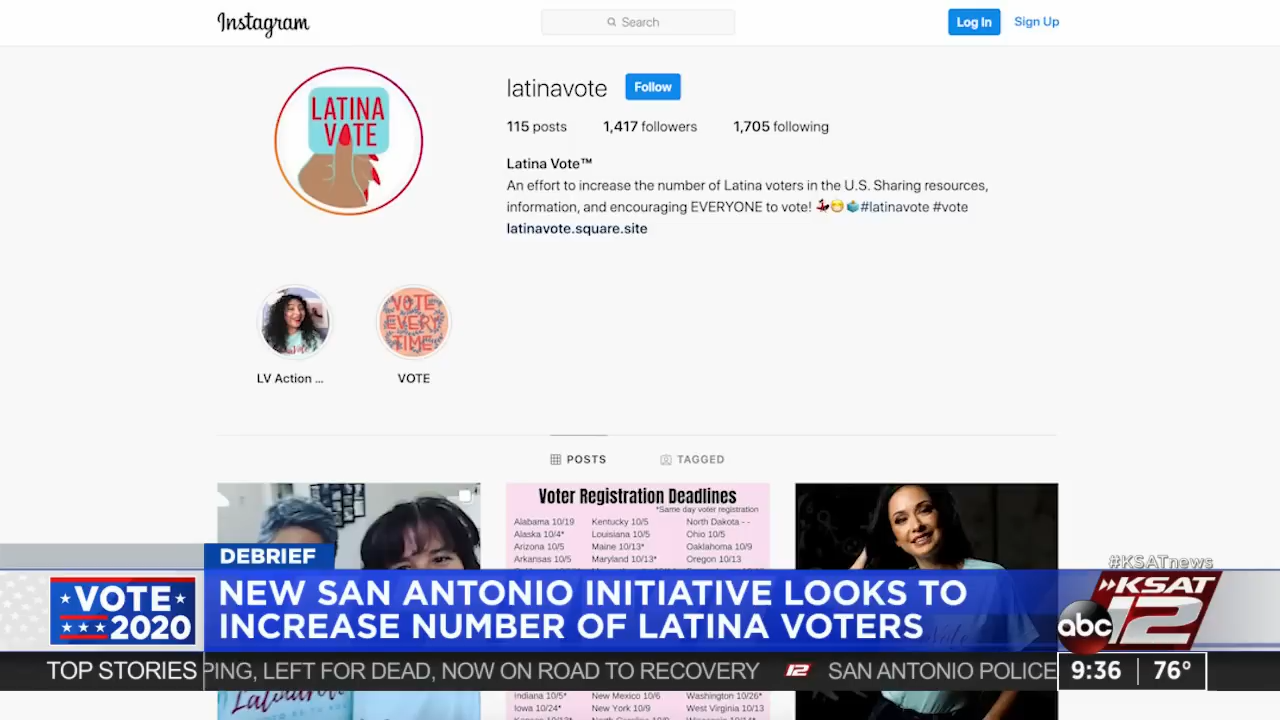 Instagram
Search
Log In
Sign Up
LATINA
VOTE
latinavote
Follow
115 posts
1,417 followers
1,705 following
Latina Vote™
An effort to increase the number of Latina voters in the U.S. Sharing resources,
information, and encouraging EVERYONE to vote! 💃🏾😷🗳#latinavote #vote
latinavote.square.site
VOTE
EVERY
TIME
LV Action ...
VOTE
POSTS
TAGGED
Voter Registration Deadlines
*Same day voter registration
Alabama 10/19 Kentucky 10/5 North Dakota - -
Alaska 10/4* Louisiana 10/5 Ohio 10/5
Arizona 10/5 Maine 10/13* Oaklahoma 10/9
Arkansas 10/5 Maryland 10/13* Oregon 10/13
#KSATnews
DEBRIEF
VOTE
2020
NEW SAN ANTONIO INITIATIVE LOOKS TO
INCREASE NUMBER OF LATINA VOTERS
KSAT
12
abc
TOP STORIES
PING, LEFT FOR DEAD, NOW ON ROAD TO RECOVERY 12 SAN ANTONIO POLICE
9:36 76°
Indiana 10/5* New Mexico 10/6 Washington 10/26*
Iowa 10/24* New York 10/9 West Virginia 10/13